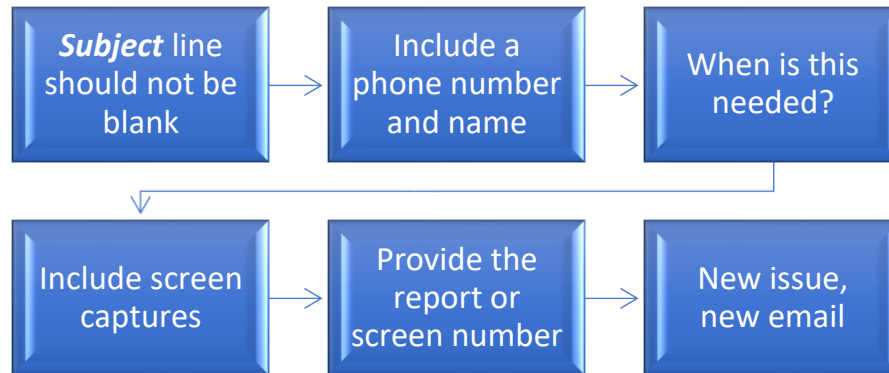 Subject line
should not be
blank
Include a
phone number
and name
When is this
needed?
Include screen
captures
Provide the
report or
screen number
New issue,
new email